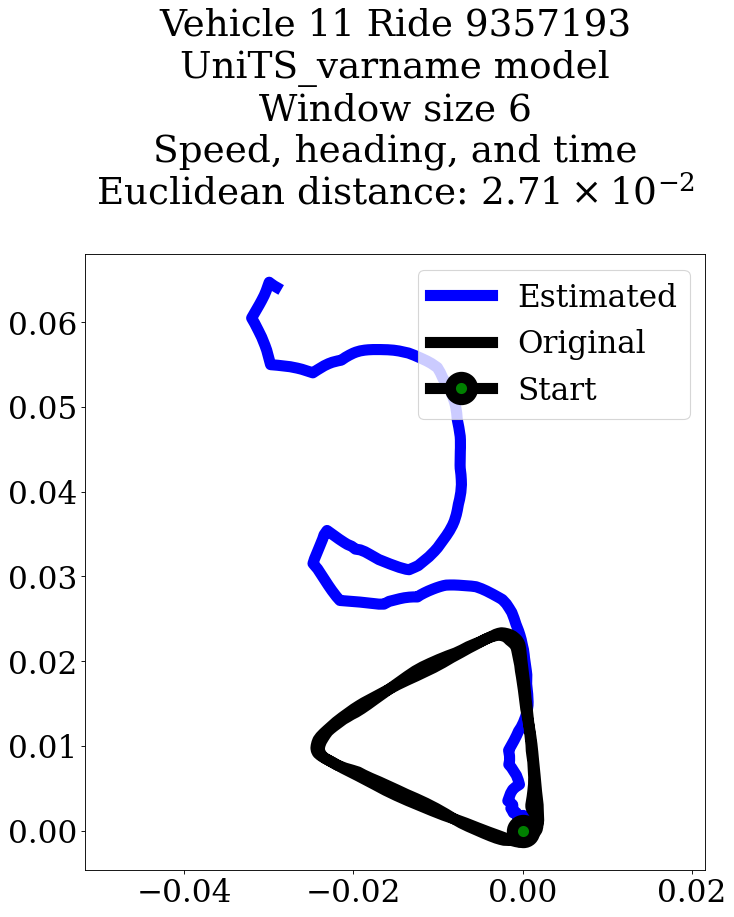 Vehicle 11 Ride 9357193
UniTS_varname model
Window size 6
Speed, heading, and time
Euclidean distance: 2.71 × 10⁻²
Estimated
Original
Start
0.06
0.05
0.04
0.03
0.02
0.01
0.00
−0.04 −0.02 0.00 0.02